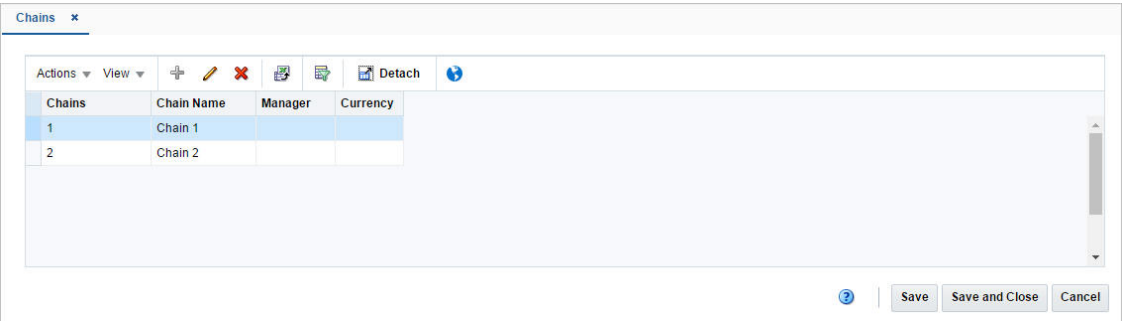 Chains
Actions View Detach
Chains Chain Name Manager Currency
1 Chain 1
2 Chain 2
? Save Save and Close Cancel